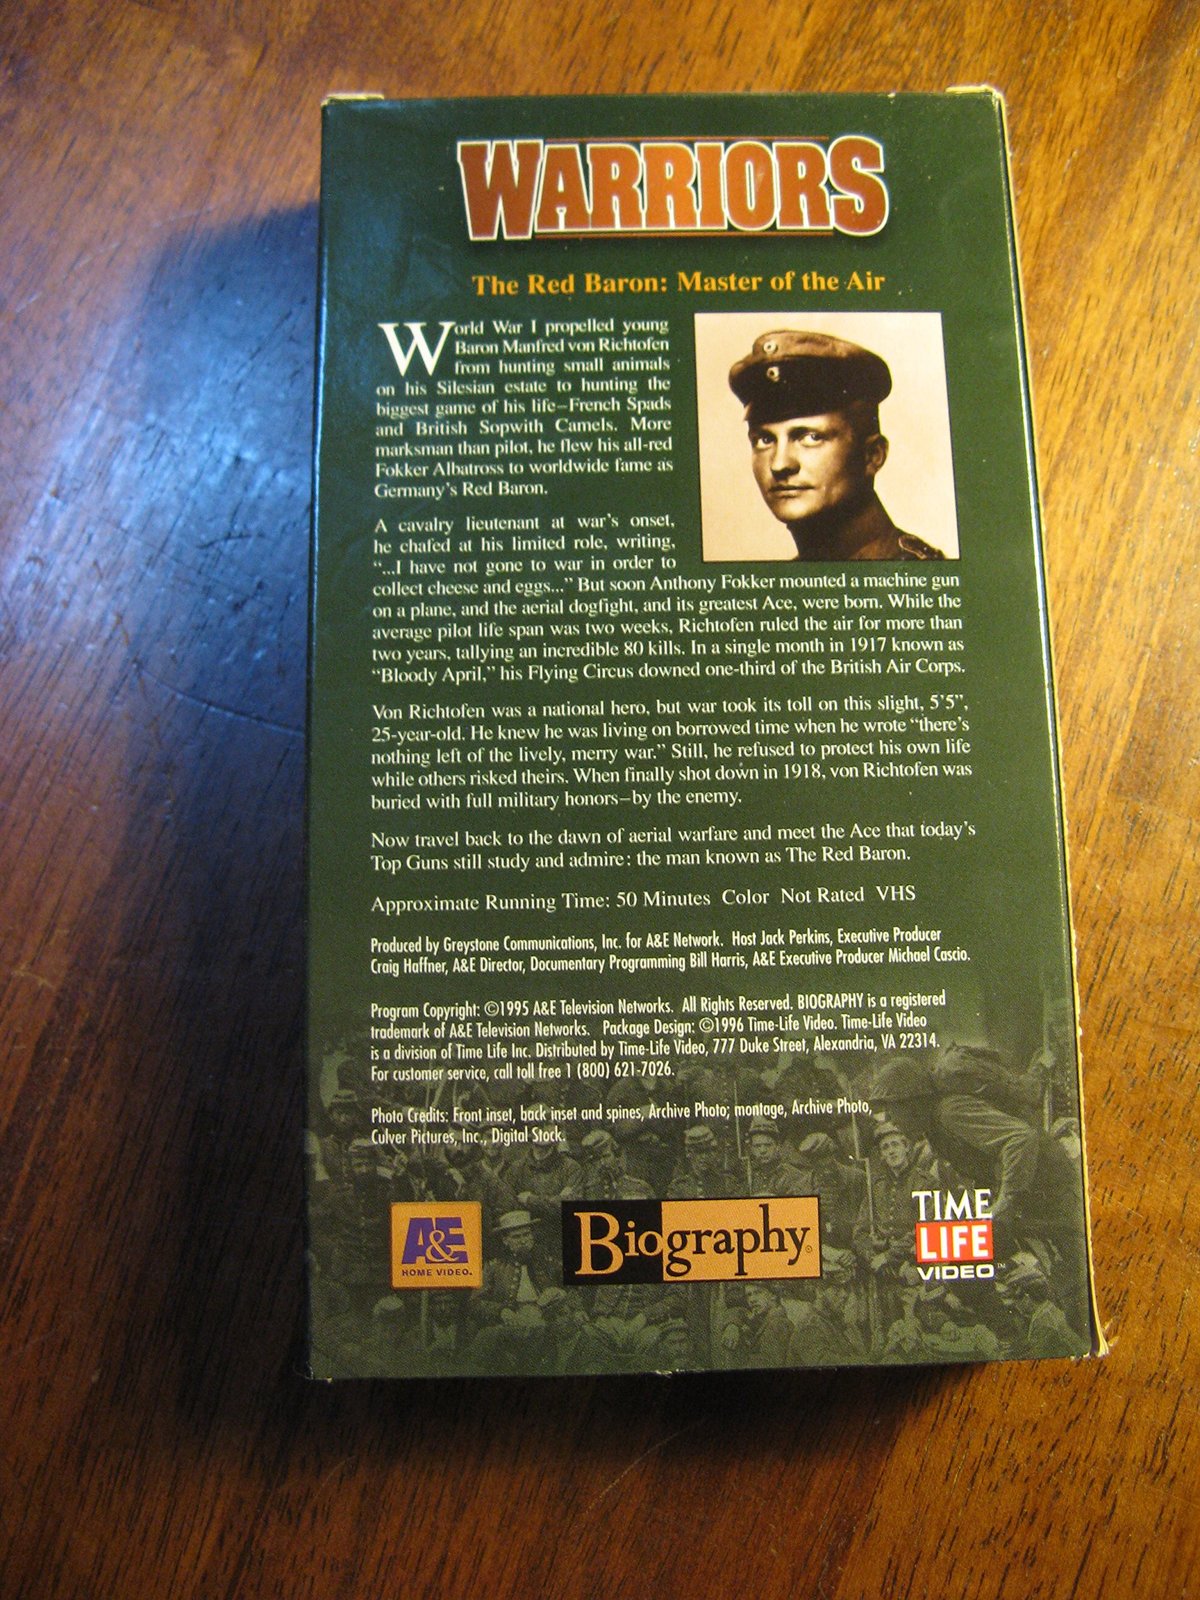 WARRIORS
The Red Baron: Master of the Air
World War I propelled young
Baron Manfred von Richtofen
from hunting small animals
on his Silesian estate to hunting the
biggest game of his life–French Spads
and British Sopwith Camels. More
marksman than pilot, he flew his all-red
Fokker Albatross to worldwide fame as
Germany's Red Baron.
A cavalry lieutenant at war's onset,
he chafed at his limited role, writing,
“...I have not gone to war in order to
collect cheese and eggs...” But soon Anthony Fokker mounted a machine gun
on a plane, and the aerial dogfight, and its greatest Ace, were born. While the
average pilot life span was two weeks, Richtofen ruled the air for more than
two years, tallying an incredible 80 kills. In a single month in 1917 known as
“Bloody April,” his Flying Circus downed one-third of the British Air Corps.
Von Richtofen was a national hero, but war took its toll on this slight, 5'5”,
25-year-old. He knew he was living on borrowed time when he wrote “there's
nothing left of the lively, merry war.” Still, he refused to protect his own life
while others risked theirs. When finally shot down in 1918, von Richtofen was
buried with full military honors–by the enemy.
Now travel back to the dawn of aerial warfare and meet the Ace that today's
Top Guns still study and admire: the man known as The Red Baron.
Approximate Running Time: 50 Minutes Color Not Rated VHS
Produced by Greystone Communications, Inc. for A&E Network. Host Jack Perkins, Executive Producer
Craig Haffner, A&E Director, Documentary Programming Bill Harris, A&E Executive Producer Michael Cascio.
Program Copyright: ©1995 A&E Television Networks. All Rights Reserved. BIOGRAPHY is a registered
trademark of A&E Television Networks. Package Design: ©1996 Time-Life Video. Time-Life Video
is a division of Time Life Inc. Distributed by Time-Life Video, 777 Duke Street, Alexandria, VA 22314.
For customer service, call toll free 1 (800) 621-7026.
Photo Credits: Front inset, back inset and spines, Archive Photo; montage, Archive Photo,
Culver Pictures, Inc., Digital Stock.
A&E
HOME VIDEO.
Biography®
TIME
LIFE
VIDEO™